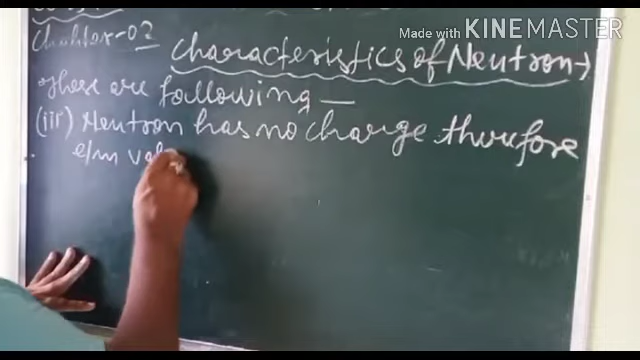 Made with KINEMASTER
Chapter-02
Characteristics of Neutron→
These are following —
(iii) Neutron has no charge therefore
e/m val